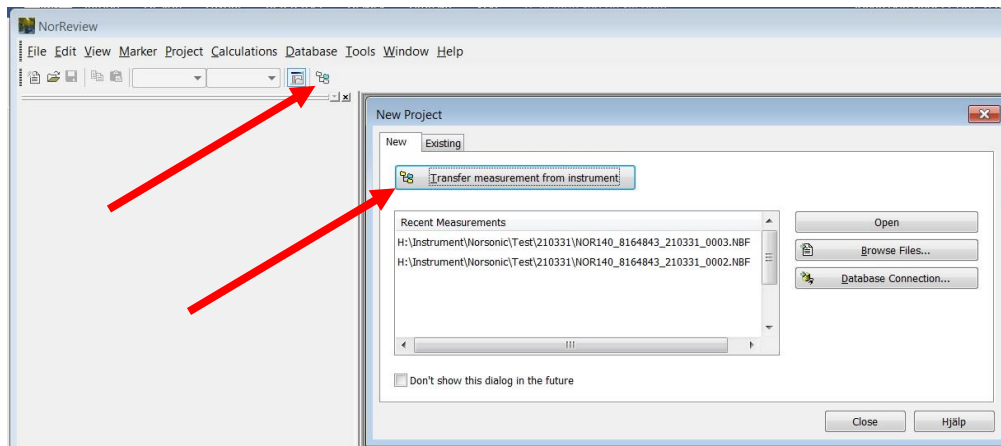 NorReview
File Edit View Marker Project Calculations Database Tools Window Help
New Project
New Existing
Transfer measurement from instrument
Recent Measurements
H:\Instrument\Norsonic\Test\210331\NOR140_8164843_210331_0003.NBF
H:\Instrument\Norsonic\Test\210331\NOR140_8164843_210331_0002.NBF
Open
Browse Files...
Database Connection...
Don't show this dialog in the future
Close Hjälp